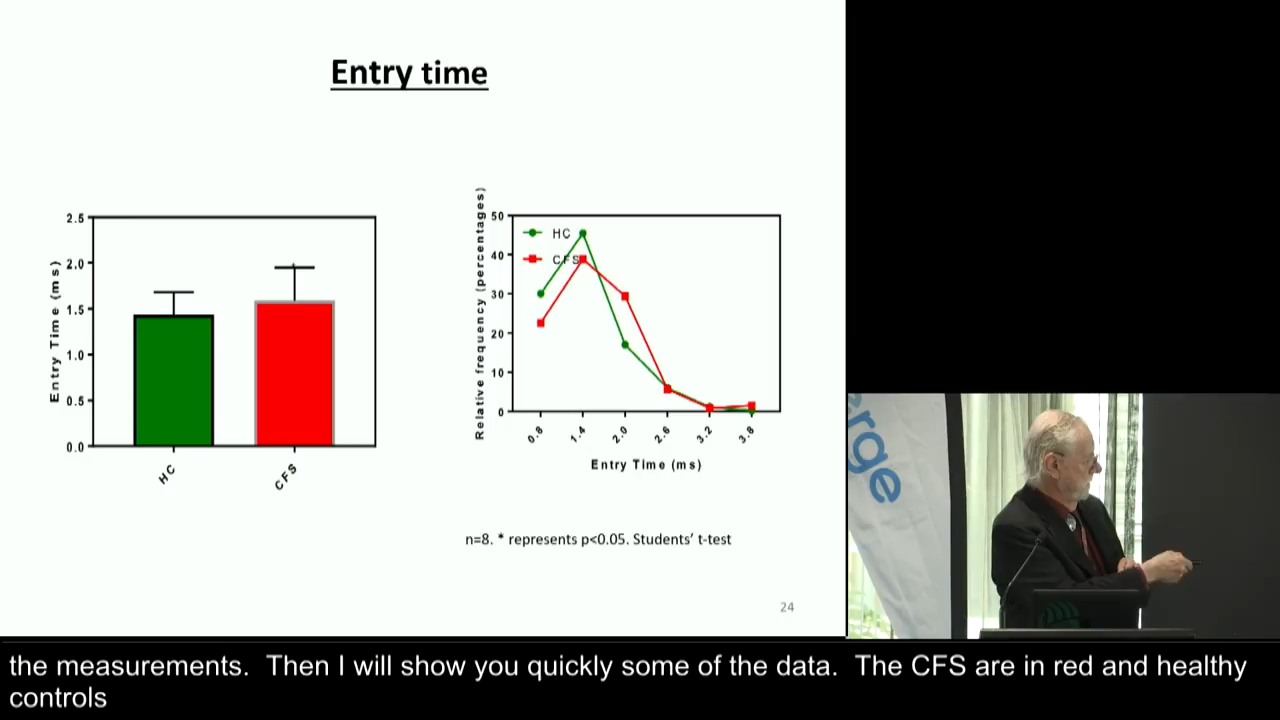 Entry time
Entry Time (ms)
2.5
2.0
1.5
1.0
0.5
0.0
HC
CFS
Relative frequency (percentages)
50
40
30
20
10
0
HC
CFS
0.8
1.4
2.0
2.6
3.2
3.8
Entry Time (ms)
n=8. * represents p<0.05. Students’ t-test
24
erge
the measurements.  Then I will show you quickly some of the data.  The CFS are in red and healthy
controls